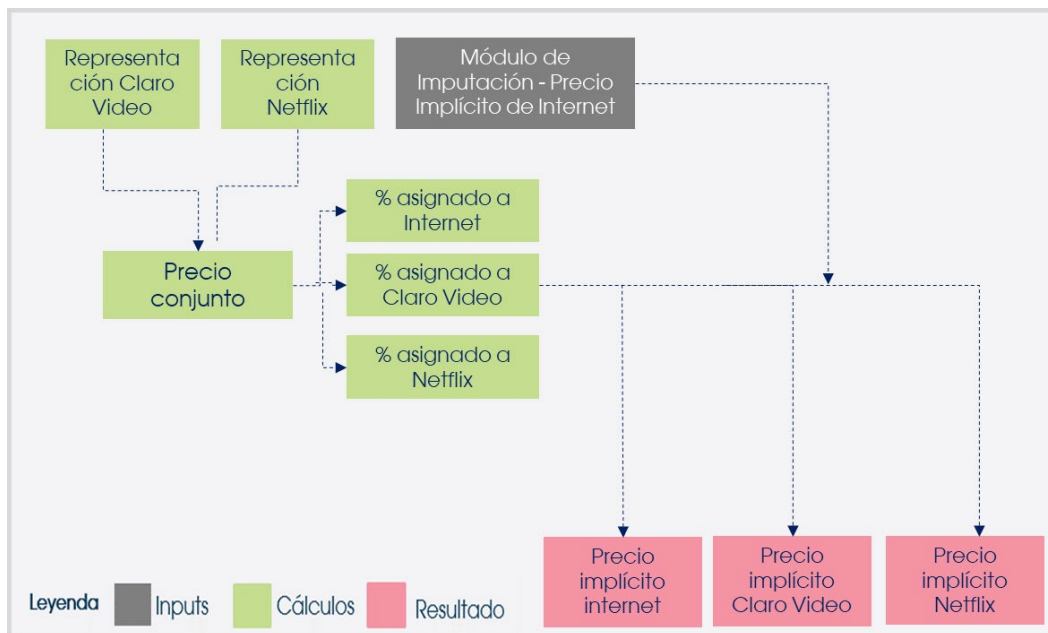 Representa
ción Claro
Video
Representa
ción
Netflix
Módulo de
Imputación - Precio
Implícito de Internet
% asignado a
Internet
Precio
conjunto
% asignado a
Claro Video
% asignado a
Netflix
Precio
implícito
internet
Precio
implícito
Claro Video
Precio
implícito
Netflix
Leyenda
Inputs
Cálculos
Resultado